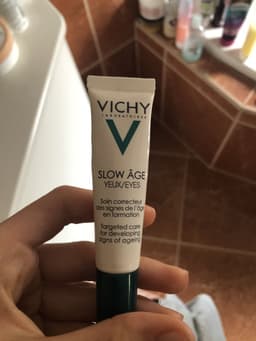 VICHY
LABORATOIRES
V
SLOW ÂGE
YEUX/EYES
Soin correcteur
des signes de l'âge
en formation
Targeted care
for developing
signs of ageing